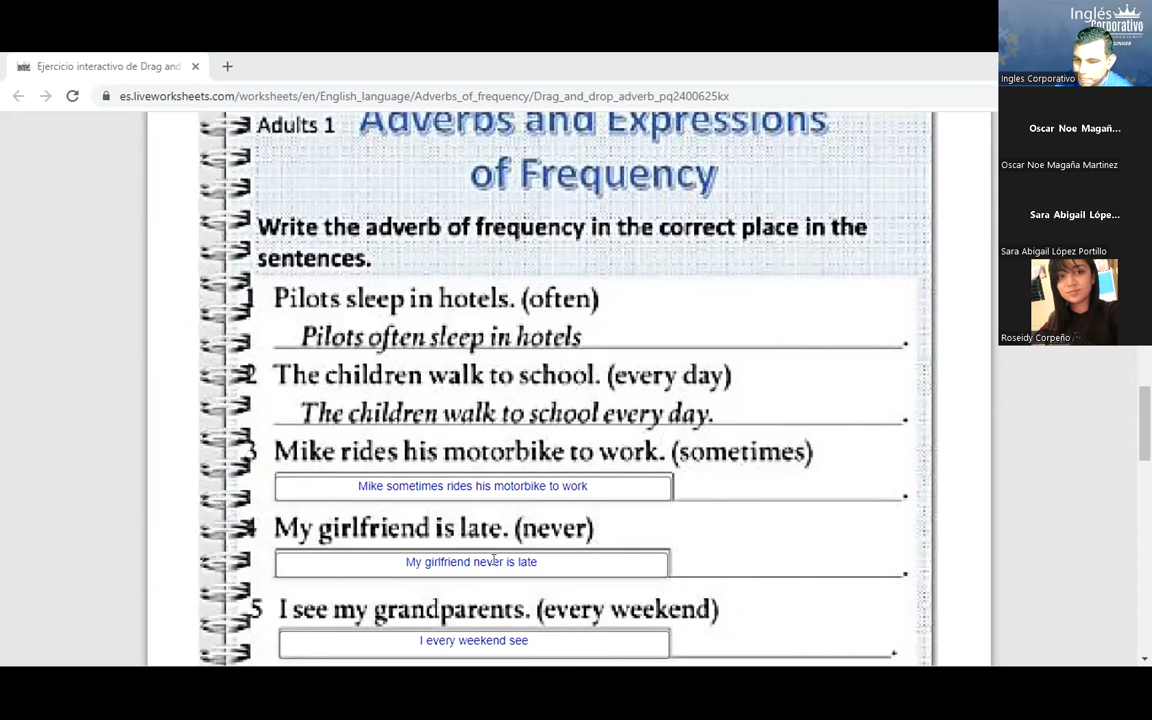 Ejercicio interactivo de Drag and
es.liveworksheets.com/worksheets/en/English_language/Adverbs_of_frequency/Drag_and_drop_adverb_pq2400625kx
Adults 1
Adverbs and Expressions
of Frequency
Write the adverb of frequency in the correct place in the
sentences.
1 Pilots sleep in hotels. (often)
Pilots often sleep in hotels.
2 The children walk to school. (every day)
The children walk to school every day. .
3 Mike rides his motorbike to work. (sometimes)
Mike sometimes rides his motorbike to work .
4 My girlfriend is late. (never)
My girlfriend never is late .
5 I see my grandparents. (every weekend)
I every weekend see .
Inglés
Corporativo
Ingles Corporativo
Oscar Noe Magañ...
Oscar Noe Magaña Martinez
Sara Abigail Lópe...
Sara Abigail López Portillo
Roseidy Corpeño